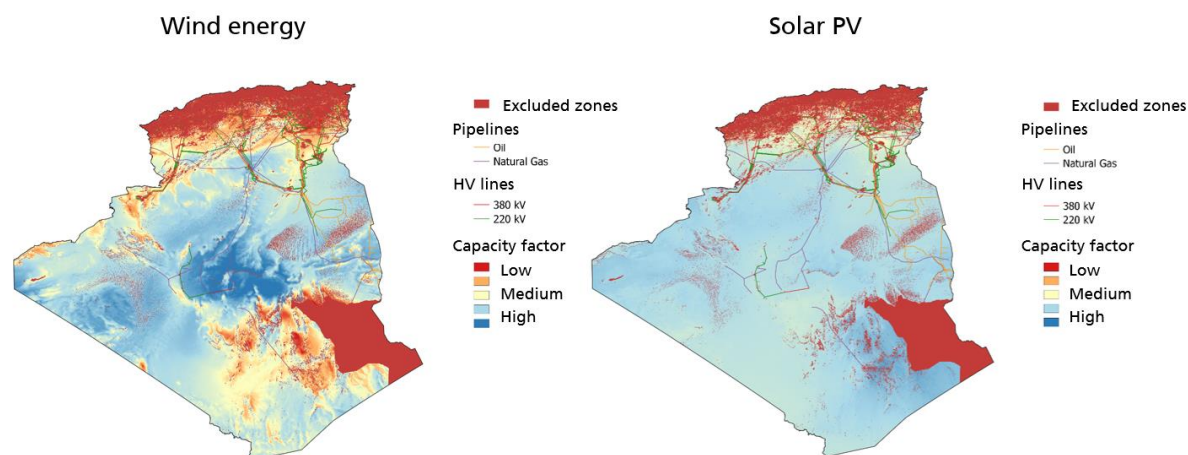 Wind energy
Excluded zones
Pipelines
Oil
Natural Gas
HV lines
380 kV
220 kV
Capacity factor
Low
Medium
High
Solar PV
Excluded zones
Pipelines
Oil
Natural Gas
HV lines
380 kV
220 kV
Capacity factor
Low
Medium
High